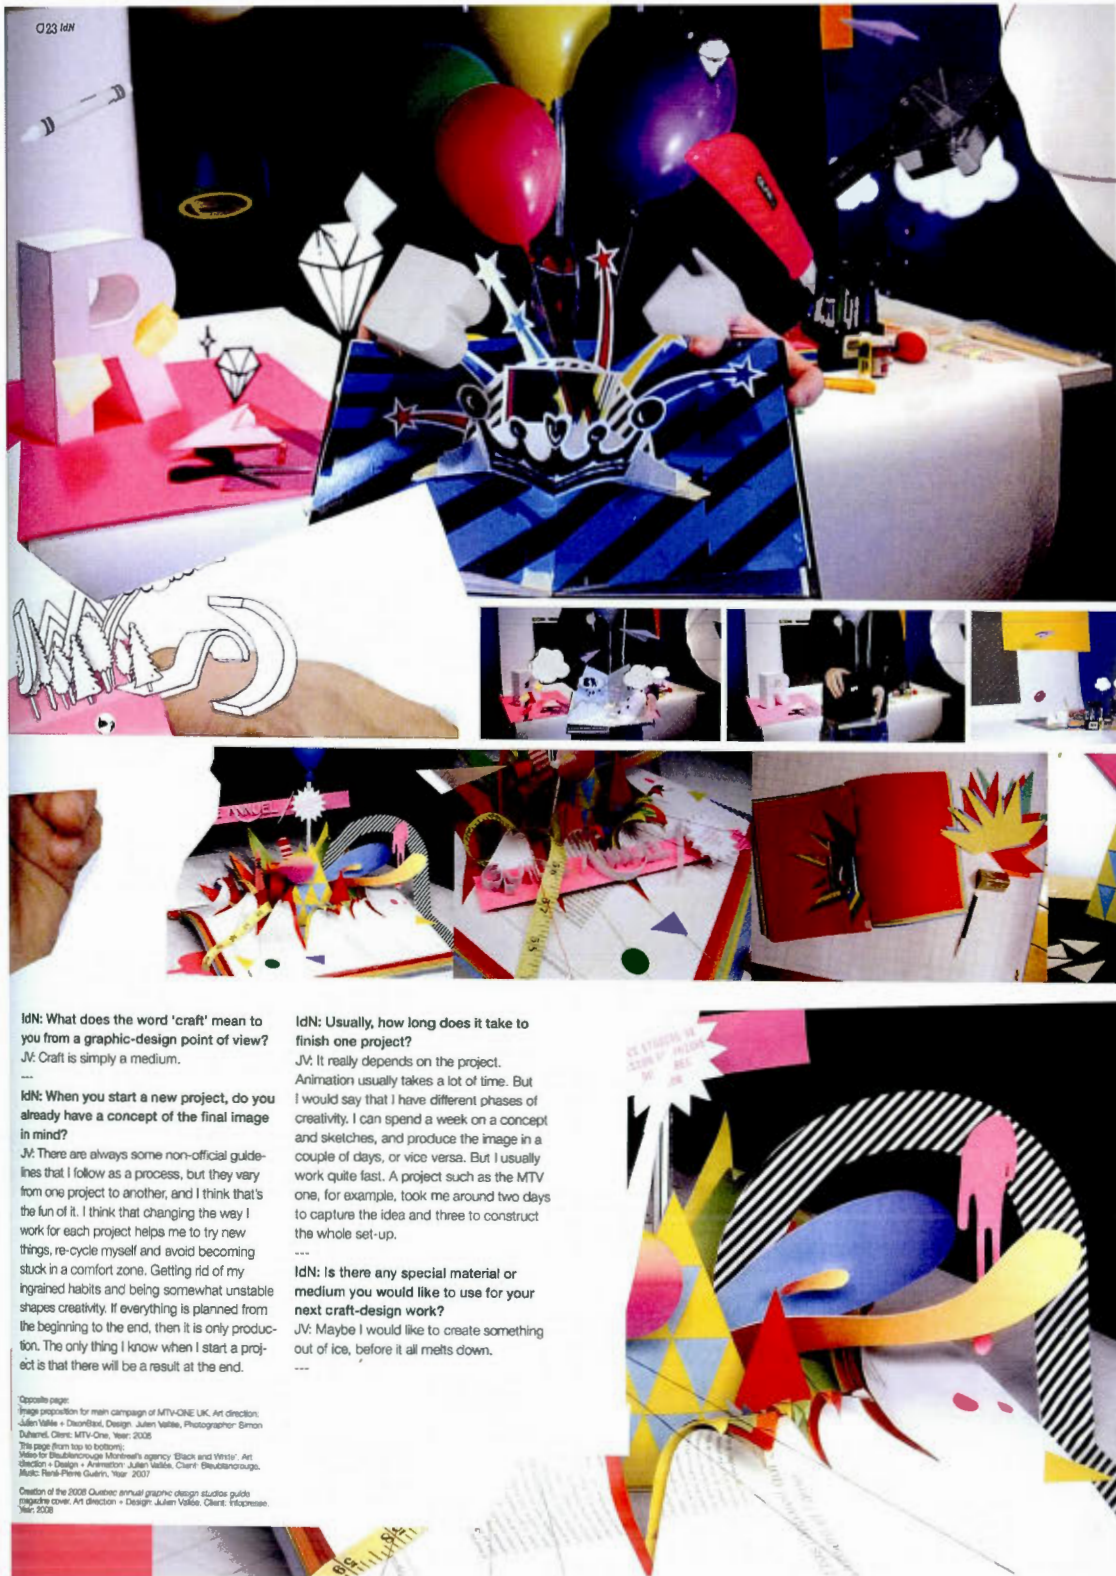 023 IdN
IdN: What does the word 'craft' mean to
you from a graphic-design point of view?
JV: Craft is simply a medium.
---
IdN: When you start a new project, do you
already have a concept of the final image
in mind?
JV: There are always some non-official guide-
lines that I follow as a process, but they vary
from one project to another, and I think that's
the fun of it. I think that changing the way I
work for each project helps me to try new
things, re-cycle myself and avoid becoming
stuck in a comfort zone. Getting rid of my
ingrained habits and being somewhat unstable
shapes creativity. If everything is planned from
the beginning to the end, then it is only produc-
tion. The only thing I know when I start a proj-
ect is that there will be a result at the end.
Opposite page:
Image proposition for main campaign of MTV-ONE UK, Art direction:
Julien Vallée + DixonBaxi, Design: Julien Vallée, Photographer: Simon
Duhamel, Client: MTV-One, Year: 2008
This page (from top to bottom):
Video for Bleublancrouge Montreal's agency 'Black and White'. Art
direction + Design + Animation: Julien Vallée, Client: Bleublancrouge,
Music: René-Pierre Guérin, Year: 2007
Creation of the 2008 Quebec annual graphic design studios guide
magazine cover. Art direction + Design: Julien Vallée, Client: Infopresse,
Year: 2008
IdN: Usually, how long does it take to
finish one project?
JV: It really depends on the project.
Animation usually takes a lot of time. But
I would say that I have different phases of
creativity. I can spend a week on a concept
and sketches, and produce the image in a
couple of days, or vice versa. But I usually
work quite fast. A project such as the MTV
one, for example, took me around two days
to capture the idea and three to construct
the whole set-up.
---
IdN: Is there any special material or
medium you would like to use for your
next craft-design work?
JV: Maybe I would like to create something
out of ice, before it all melts down.
---